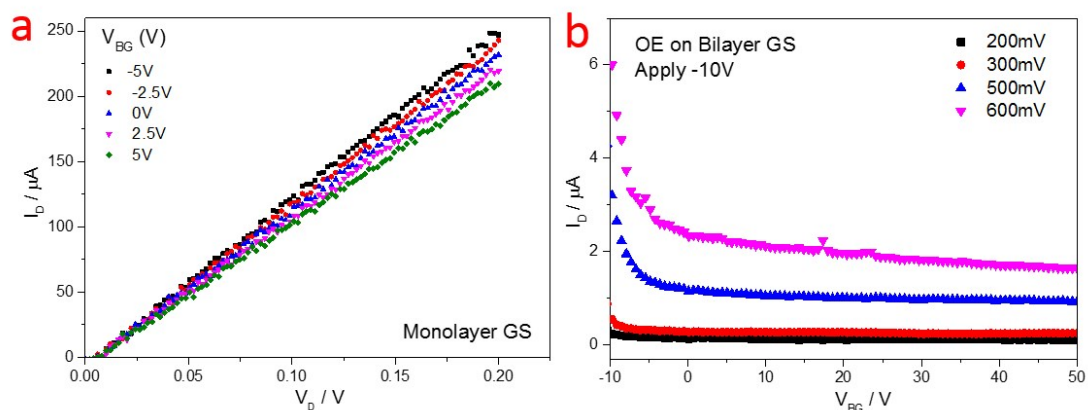 a
V_BG (V)
-5V
-2.5V
0V
2.5V
5V
I_D / μA
250
200
150
100
50
0
0.00 0.05 0.10 0.15 0.20
V_D / V
Monolayer GS
b
OE on Bilayer GS
Apply -10V
200mV
300mV
500mV
600mV
I_D / μA
6
4
2
0
-10 0 10 20 30 40 50
V_BG / V